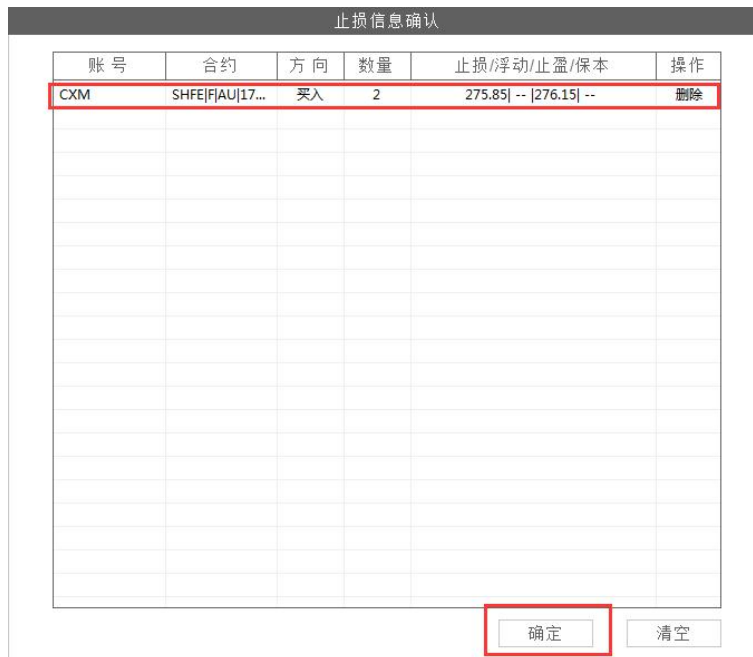 止损信息确认
账号 合约 方向 数量 止损/浮动/止盈/保本 操作
CXM SHFE|F|AU|17... 买入 2 275.85| -- |276.15| -- 删除
确定 清空